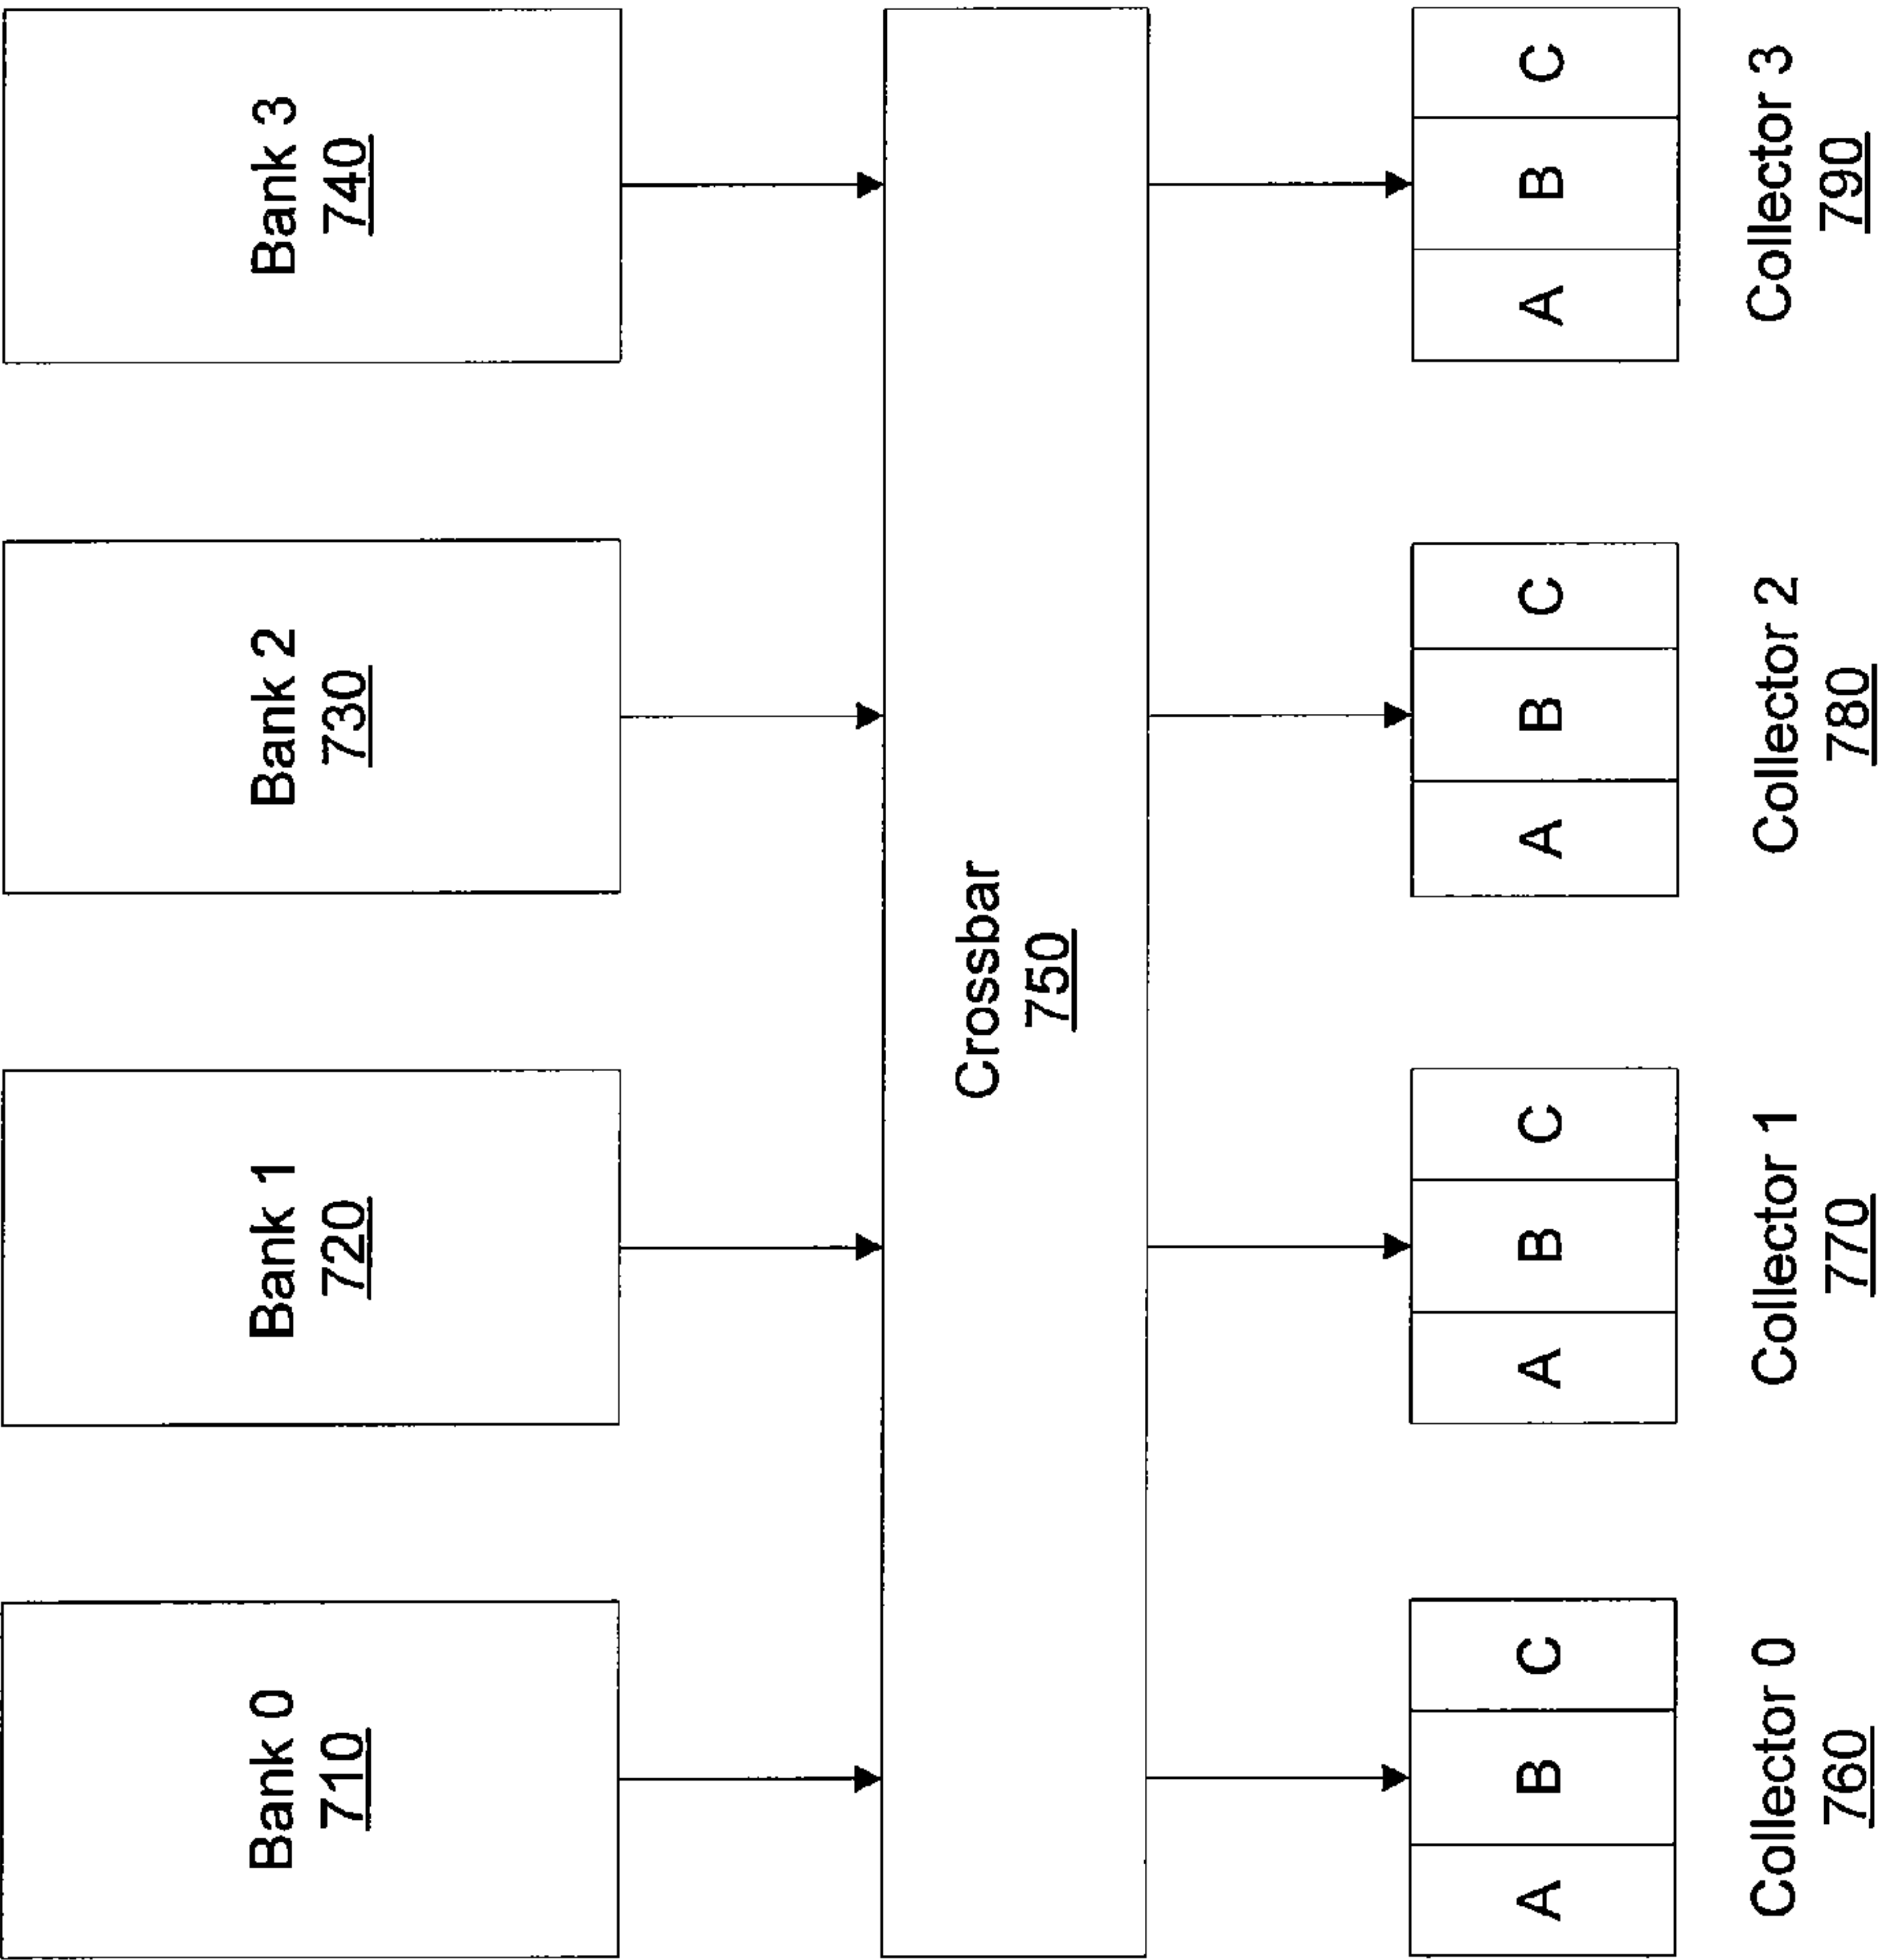 Bank 0
710
Bank 1
720
Bank 2
730
Bank 3
740
Crossbar
750
A B C
A B C
A B C
A B C
Collector 0
760
Collector 1
770
Collector 2
780
Collector 3
790